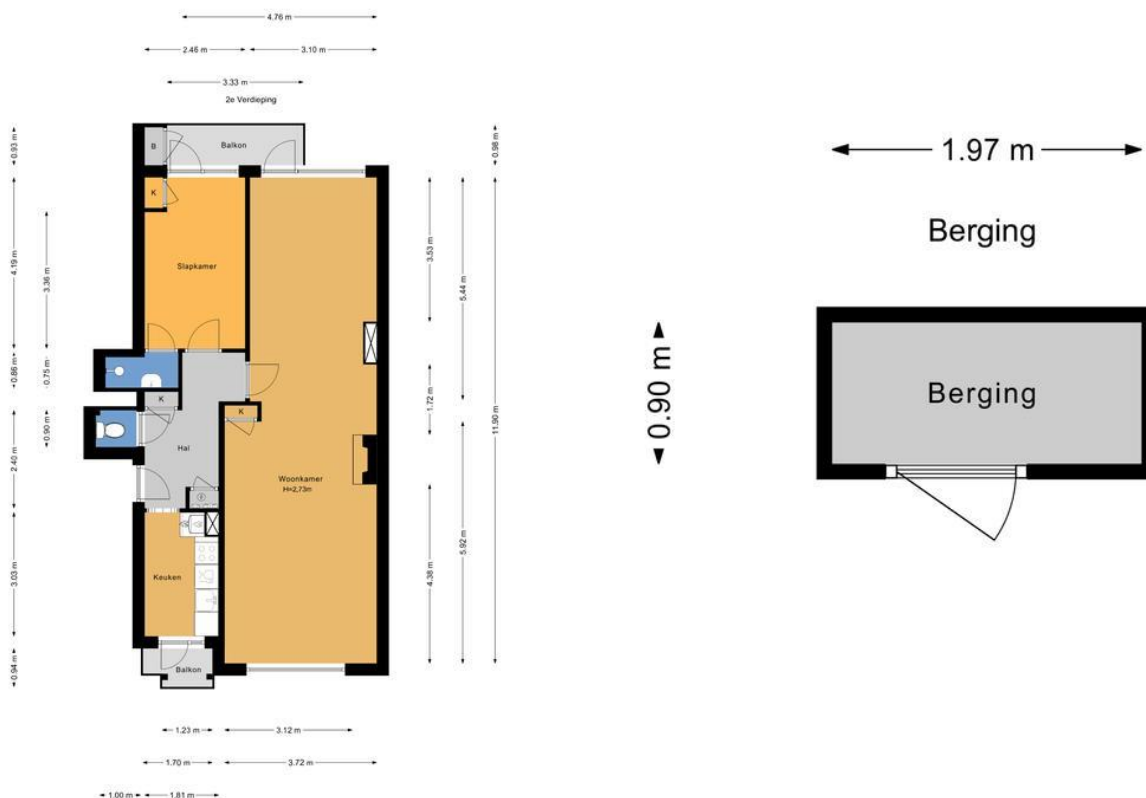 4.76 m
2.46 m
3.10 m
3.33 m
2e Verdieping
0.93 m
4.19 m
0.86 m
2.40 m
3.03 m
0.94 m
3.36 m
0.75 m
0.90 m
B
Balkon
K
Slapkamer
K
K
Hal
Woonkamer
H=2,73m
Keuken
Balkon
3.53 m
1.72 m
4.38 m
5.44 m
5.92 m
0.98 m
11.90 m
1.23 m
3.12 m
1.70 m
3.72 m
1.00 m
1.81 m
1.97 m
Berging
0.90 m
Berging